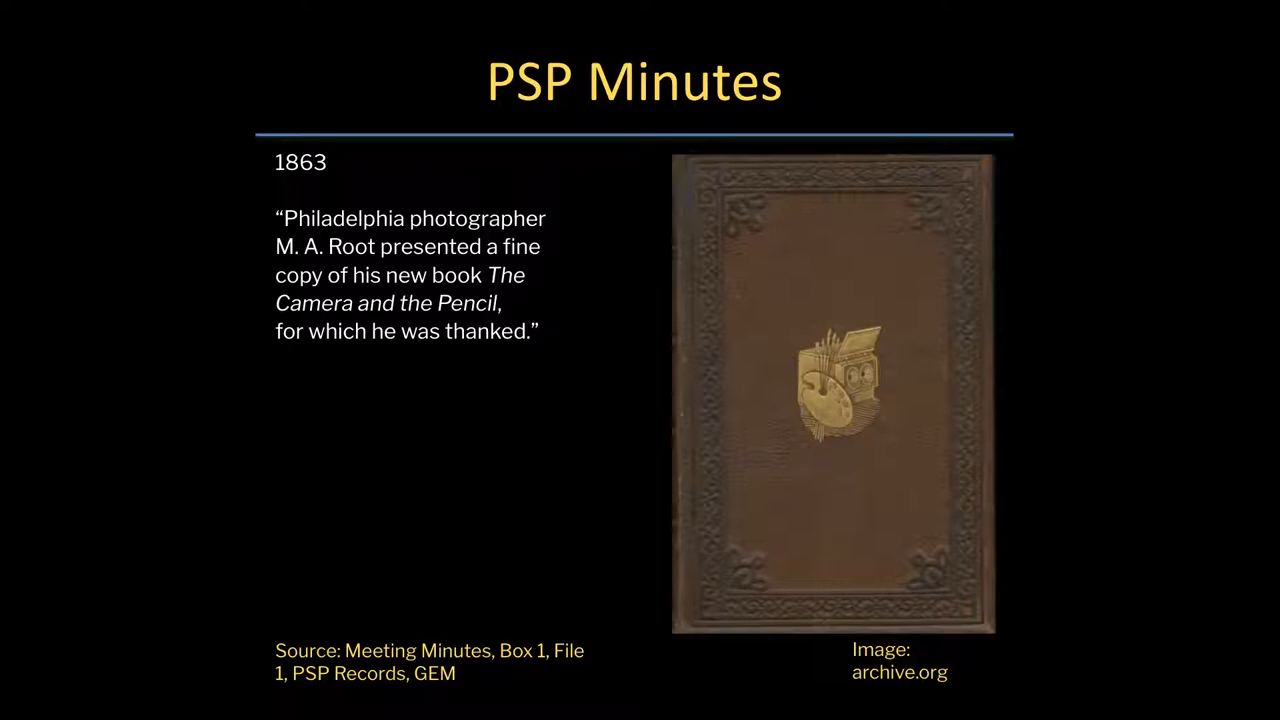 PSP Minutes
1863
“Philadelphia photographer
M. A. Root presented a fine
copy of his new book The
Camera and the Pencil,
for which he was thanked.”
Source: Meeting Minutes, Box 1, File
1, PSP Records, GEM
Image:
archive.org